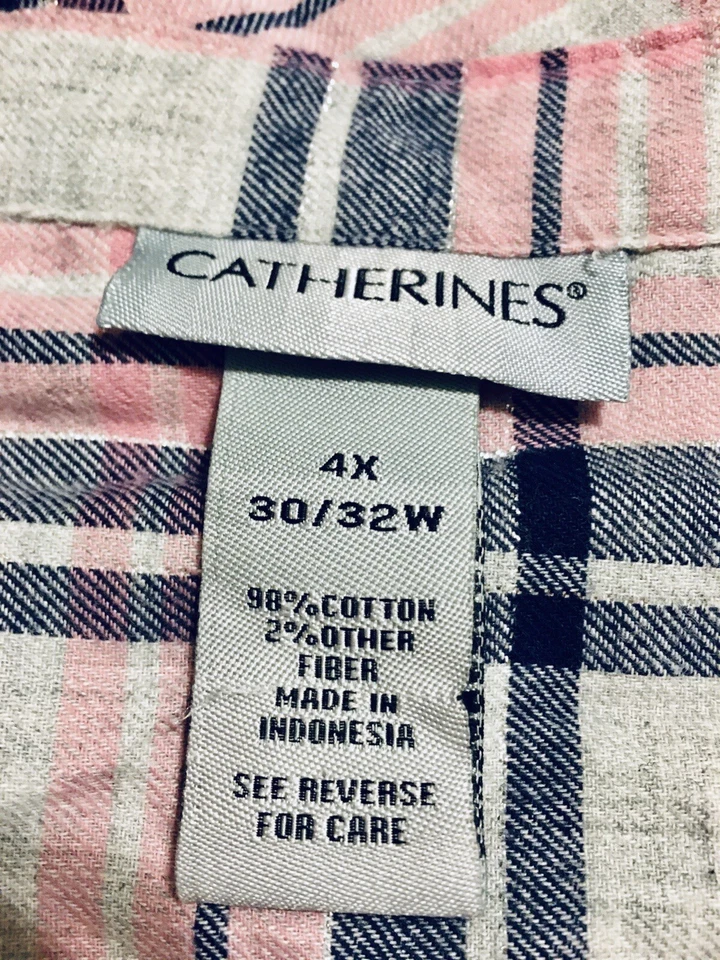 CATHERINES®
4X
30/32W
98%COTTON
2%OTHER
FIBER
MADE IN
INDONESIA
SEE REVERSE
FOR CARE